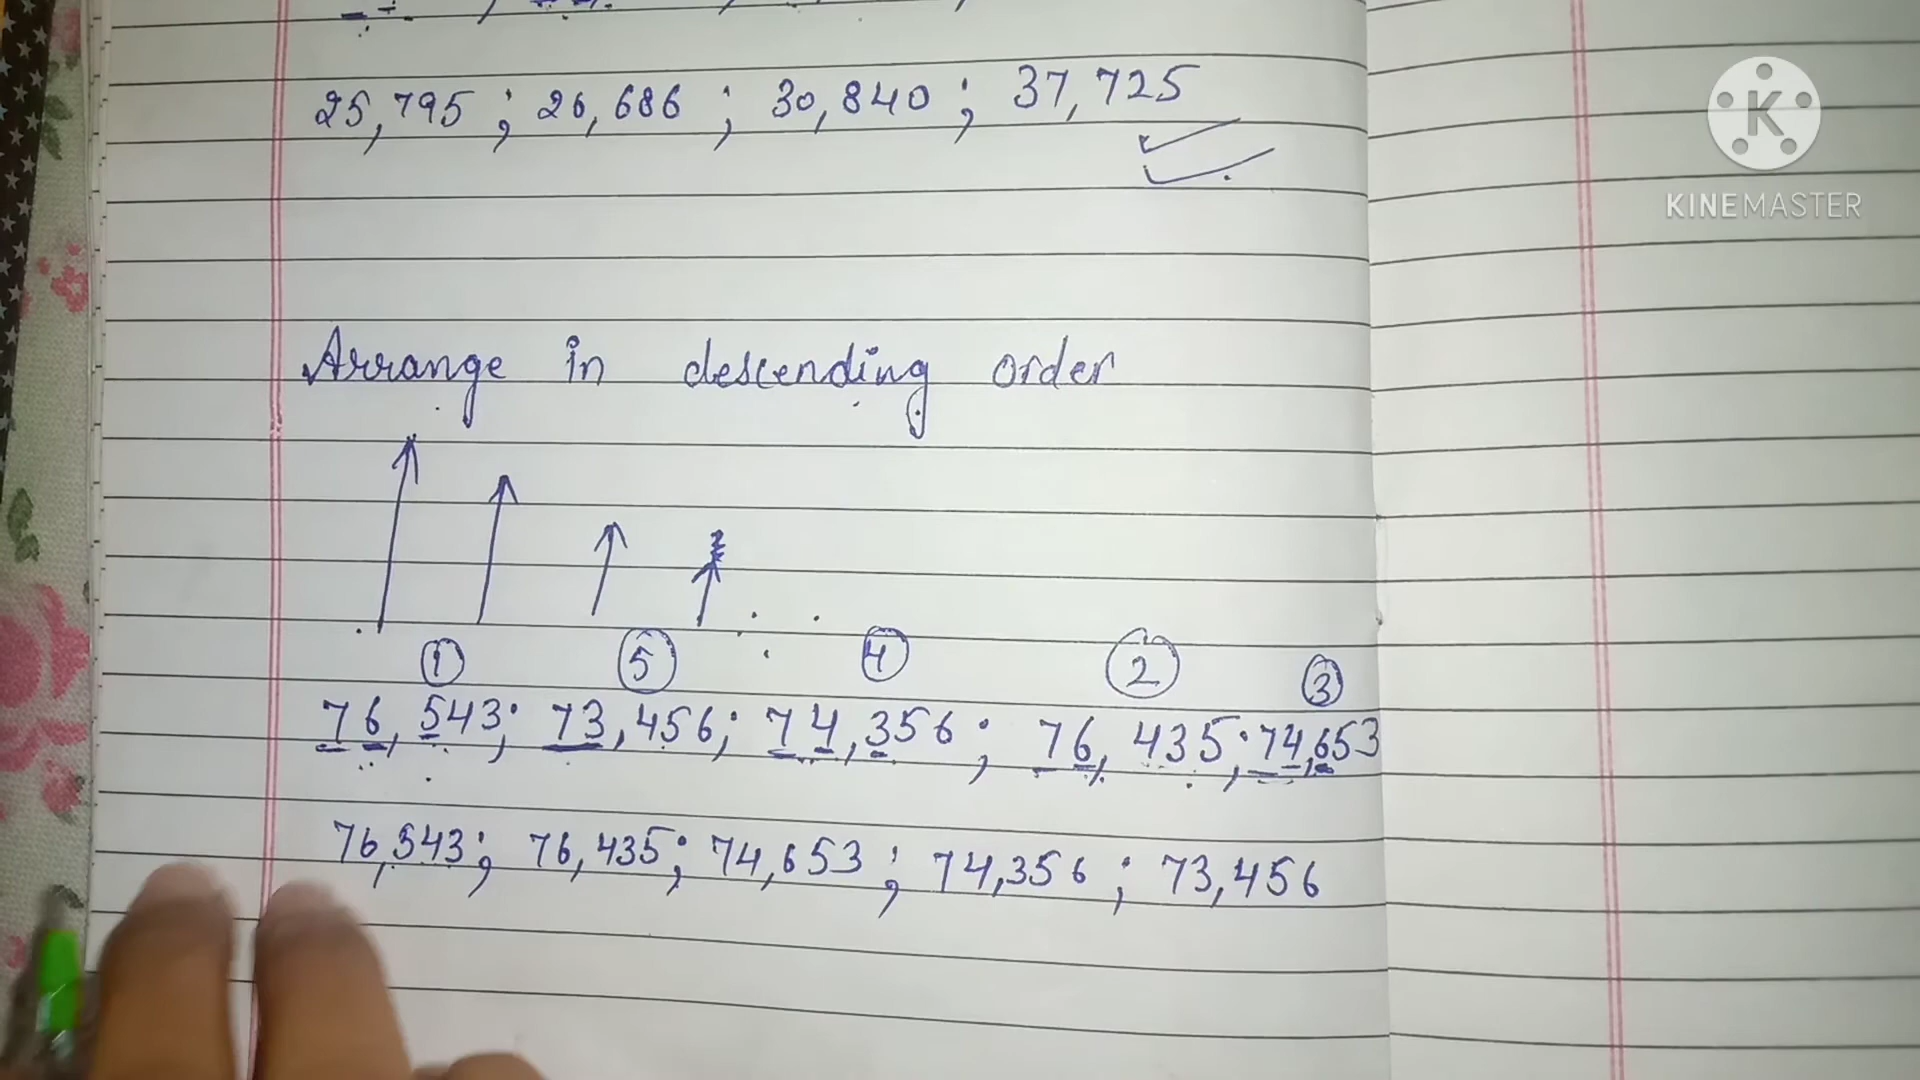 25,795 ; 26,686 ; 30,840 ; 37,725
K
KINEMASTER
Arrange in descending order
1 5 4 2 3
76,543; 73,456; 74,356; 76,435; 74,653
76,543; 76,435; 74,653; 74,356; 73,456